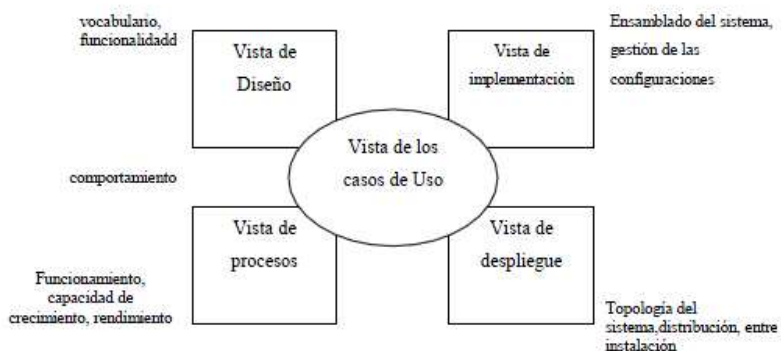 vocabulario,
funcionalidadd
Vista de
Diseño
Vista de
implementación
Ensamblado del sistema,
gestión de las
configuraciones
Vista de los
casos de Uso
comportamiento
Vista de
procesos
Vista de
despliegue
Funcionamiento,
capacidad de
crecimiento, rendimiento
Topología del
sistema,distribución, entre
instalación